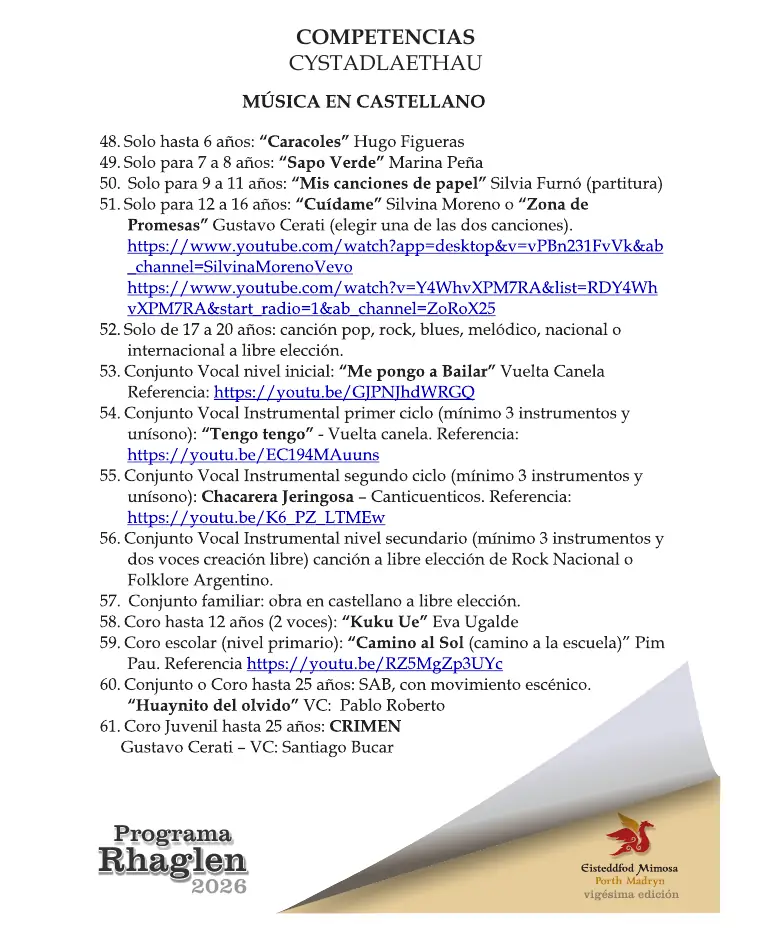 COMPETENCIAS
CYSTADLAETHAU
MÚSICA EN CASTELLANO
48. Solo hasta 6 años: “Caracoles” Hugo Figueras
49. Solo para 7 a 8 años: “Sapo Verde” Marina Peña
50. Solo para 9 a 11 años: “Mis canciones de papel” Silvia Furnó (partitura)
51. Solo para 12 a 16 años: “Cuídame” Silvina Moreno o “Zona de
Promesas” Gustavo Cerati (elegir una de las dos canciones).
https://www.youtube.com/watch?app=desktop&v=vPBn231FvVk&ab
_channel=SilvinaMorenoVevo
https://www.youtube.com/watch?v=Y4WhvXPM7RA&list=RDY4Wh
vXPM7RA&start_radio=1&ab_channel=ZoRoX25
52. Solo de 17 a 20 años: canción pop, rock, blues, melódico, nacional o
internacional a libre elección.
53. Conjunto Vocal nivel inicial: “Me pongo a Bailar” Vuelta Canela
Referencia: https://youtu.be/GJPNJhdWRGQ
54. Conjunto Vocal Instrumental primer ciclo (mínimo 3 instrumentos y
unísono): “Tengo tengo” - Vuelta canela. Referencia:
https://youtu.be/EC194MAuuns
55. Conjunto Vocal Instrumental segundo ciclo (mínimo 3 instrumentos y
unísono): Chacarera Jeringosa – Canticuenticos. Referencia:
https://youtu.be/K6_PZ_LTMEw
56. Conjunto Vocal Instrumental nivel secundario (mínimo 3 instrumentos y
dos voces creación libre) canción a libre elección de Rock Nacional o
Folklore Argentino.
57. Conjunto familiar: obra en castellano a libre elección.
58. Coro hasta 12 años (2 voces): “Kuku Ue” Eva Ugalde
59. Coro escolar (nivel primario): “Camino al Sol (camino a la escuela)” Pim
Pau. Referencia https://youtu.be/RZ5MgZp3UYc
60. Conjunto o Coro hasta 25 años: SAB, con movimiento escénico.
“Huaynito del olvido” VC: Pablo Roberto
61. Coro Juvenil hasta 25 años: CRIMEN
Gustavo Cerati – VC: Santiago Bucar
Programa
Rhaglen
2026
Eisteddfod Mimosa
Porth Madryn
vigésima edición